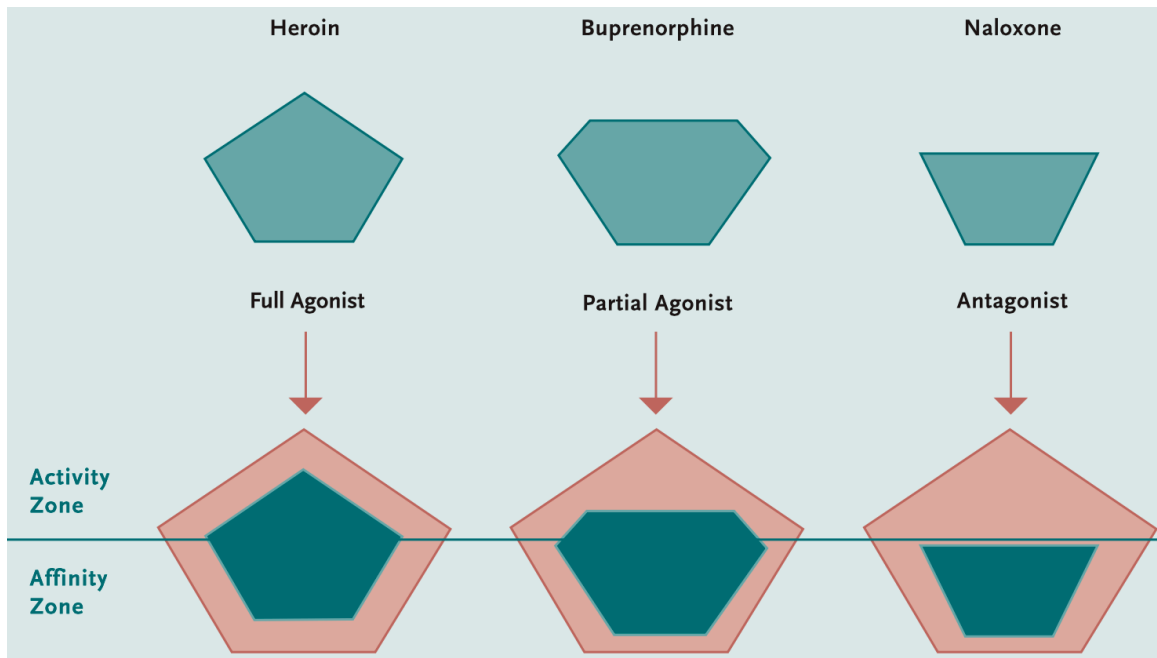 Heroin
Buprenorphine
Naloxone
Full Agonist
Partial Agonist
Antagonist
Activity
Zone
Affinity
Zone